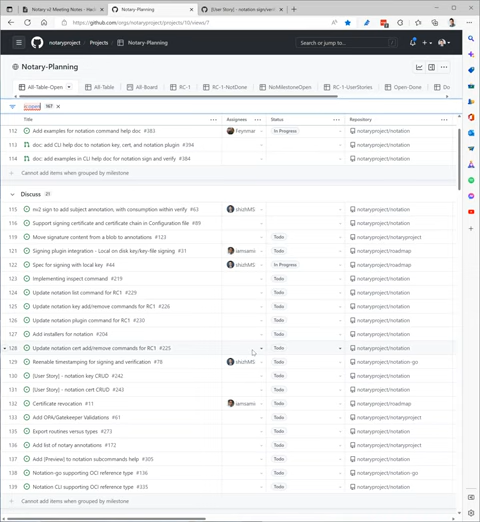 Notary v2 Meeting Notes - Ha
Notary-Planning
[User Story] - notation sign/ver
https://github.com/orgs/notaryproject/projects/10/views/7
notaryproject Projects Notary-Planning
Search or jump to...
Notary-Planning
All-Table-Open All-Table All-Board RC-1 RC-1-NotDone NoMilestoneOpen RC-1-UserStories Open-Done
is:open 167
Title Assignees Status Repository
112 Add examples for notation command help doc #383 Feynmar In Progress notaryproject/notation
113 doc: add CLI help doc to notation key, cert, and notation plugin #394 notaryproject/notation
114 doc: add examples in CLI help doc for notation sign and verify #384 notaryproject/notation
Cannot add items when grouped by milestone
Discuss 21
115 nv2 sign to add subject annotation, with consumption within verify #63 shizhMS notaryproject/notation
116 Support signing certificate and certificate chain in Configuration file #89 notaryproject/notation
119 Move signature content from a blob to annotations #123 Todo notaryproject/notaryproject
121 Signing plugin integration - Local on disk key/key-file signing #31 iamsamir Todo notaryproject/roadmap
122 Spec for signing with local key #44 shizhMS In Progress notaryproject/roadmap
123 Implementing inspect command #219 Todo notaryproject/notation
124 Update notation list command for RC1 #229 Todo notaryproject/notation
125 Update notation key add/remove commands for RC1 #226 Todo notaryproject/notation
126 Update notation plugin command for RC1 #230 Todo notaryproject/notation
127 Add installers for notation #204 Todo notaryproject/notation
128 Update notation cert add/remove commands for RC1 #225 Todo notaryproject/notation
129 Reenable timestamping for signing and verification #78 shizhMS Todo notaryproject/notation-go
130 [User Story] - notation key CRUD #242 Todo notaryproject/notation
131 [User Story] - notation cert CRUD #243 Todo notaryproject/notation
132 Certificate revocation #11 iamsamir Todo notaryproject/roadmap
133 Add OPA/Gatekeeper Validations #61 Todo notaryproject/notaryproject
135 Export routines versus types #273 Todo notaryproject/notation
136 Add list of notary annotations #172 Todo notaryproject/notaryproject
137 Add [Preview] to notation subcommands help #305 Todo notaryproject/notation
138 Notation-go supporting OCI reference type #136 Todo notaryproject/notation-go
139 Notation CLI supporting OCI reference type #335 Todo notaryproject/notation
Cannot add items when grouped by milestone